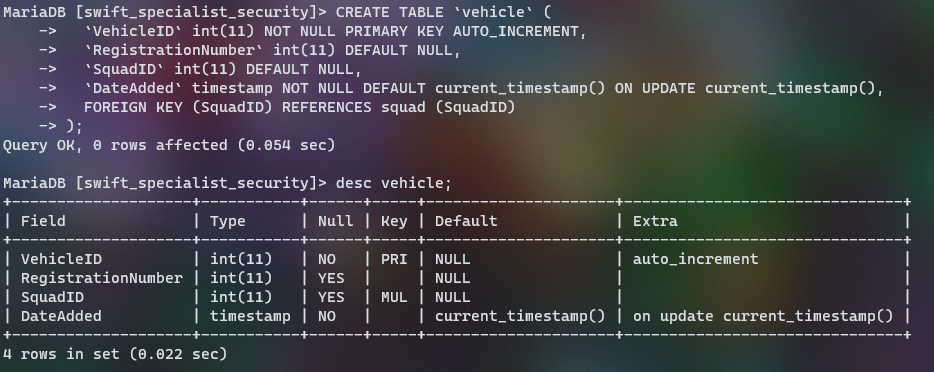 MariaDB [swift_specialist_security]> CREATE TABLE `vehicle` (
    ->   `VehicleID` int(11) NOT NULL PRIMARY KEY AUTO_INCREMENT,
    ->   `RegistrationNumber` int(11) DEFAULT NULL,
    ->   `SquadID` int(11) DEFAULT NULL,
    ->   `DateAdded` timestamp NOT NULL DEFAULT current_timestamp() ON UPDATE current_timestamp(),
    ->   FOREIGN KEY (SquadID) REFERENCES squad (SquadID)
    -> );
Query OK, 0 rows affected (0.054 sec)

MariaDB [swift_specialist_security]> desc vehicle;
+--------------------+-----------+------+-----+---------------------+-------------------------------+
| Field              | Type      | Null | Key | Default             | Extra                         |
+--------------------+-----------+------+-----+---------------------+-------------------------------+
| VehicleID          | int(11)   | NO   | PRI | NULL                | auto_increment                |
| RegistrationNumber | int(11)   | YES  |     | NULL                |                               |
| SquadID            | int(11)   | YES  | MUL | NULL                |                               |
| DateAdded          | timestamp | NO   |     | current_timestamp() | on update current_timestamp() |
+--------------------+-----------+------+-----+---------------------+-------------------------------+
4 rows in set (0.022 sec)